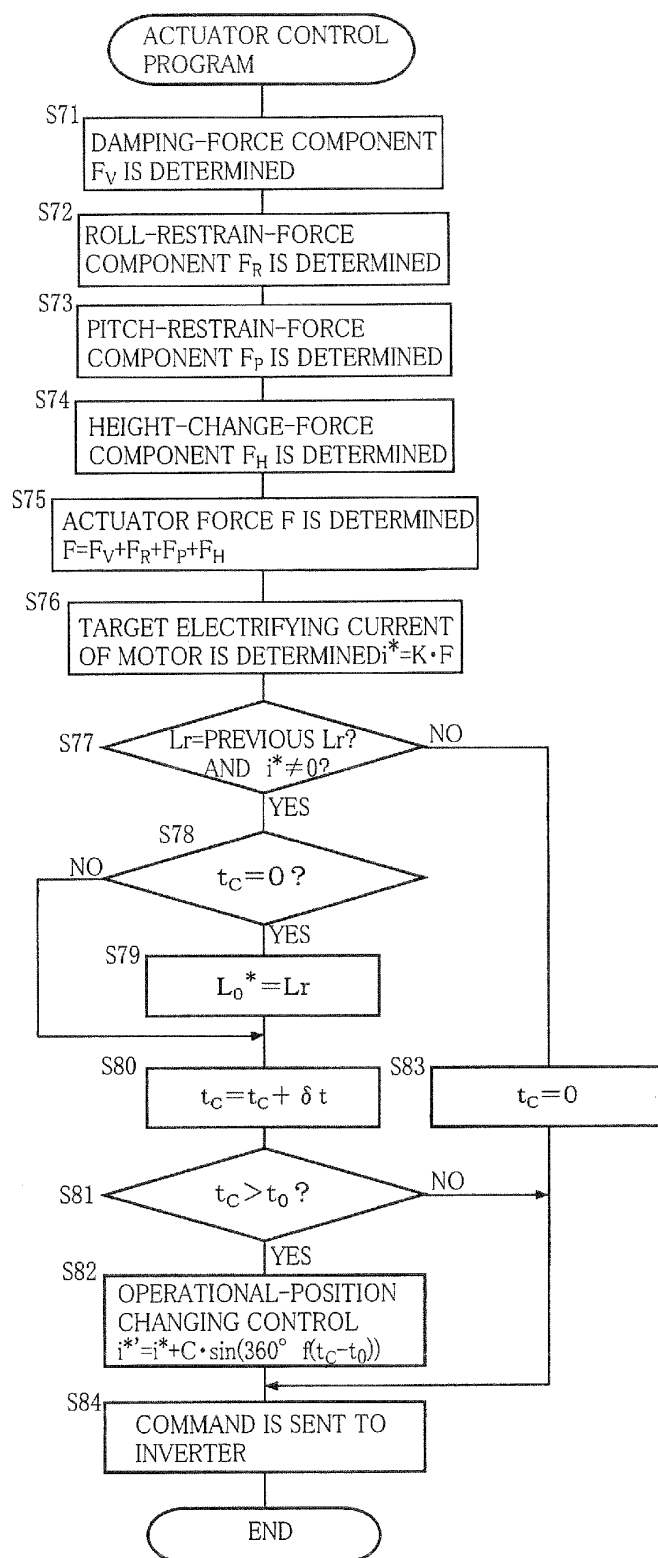 ACTUATOR CONTROL
PROGRAM
S71
DAMPING-FORCE COMPONENT
F_V IS DETERMINED
S72
ROLL-RESTRAIN-FORCE
COMPONENT F_R IS DETERMINED
S73
PITCH-RESTRAIN-FORCE
COMPONENT F_P IS DETERMINED
S74
HEIGHT-CHANGE-FORCE
COMPONENT F_H IS DETERMINED
S75
ACTUATOR FORCE F IS DETERMINED
F=F_V+F_R+F_P+F_H
S76
TARGET ELECTRIFYING CURRENT
OF MOTOR IS DETERMINEDi*=K·F
S77
Lr=PREVIOUS Lr?
AND i*≠0?
NO
YES
S78
NO
t_C=0?
YES
S79
L_0*=Lr
S80
t_C=t_C+ δt
S83
t_C=0
S81
t_C>t_0?
NO
YES
S82
OPERATIONAL-POSITION
CHANGING CONTROL
i*'=i*+C·sin(360° f(t_C-t_0))
S84
COMMAND IS SENT TO
INVERTER
END